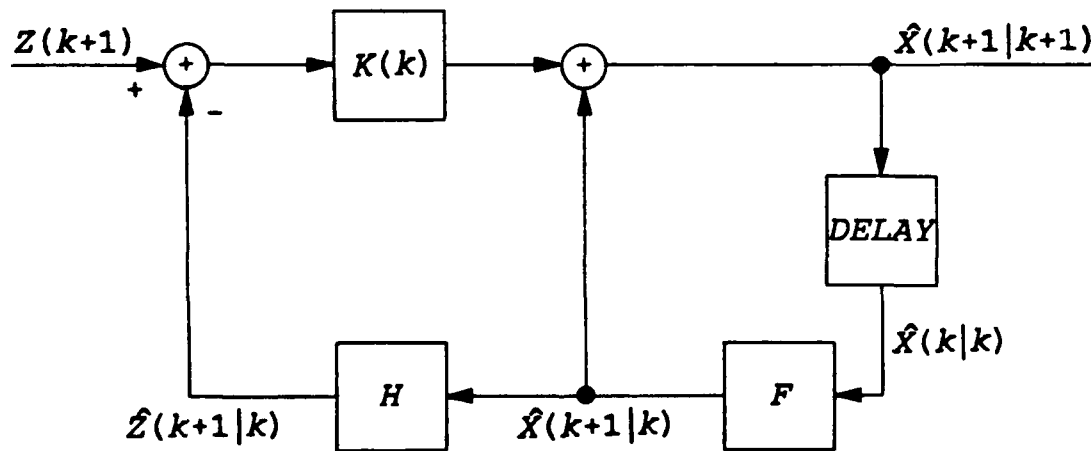 Z(k+1)
+
+
-
K(k)
+
X̂(k+1|k+1)
DELAY
X̂(k|k)
F
X̂(k+1|k)
H
Ẑ(k+1|k)